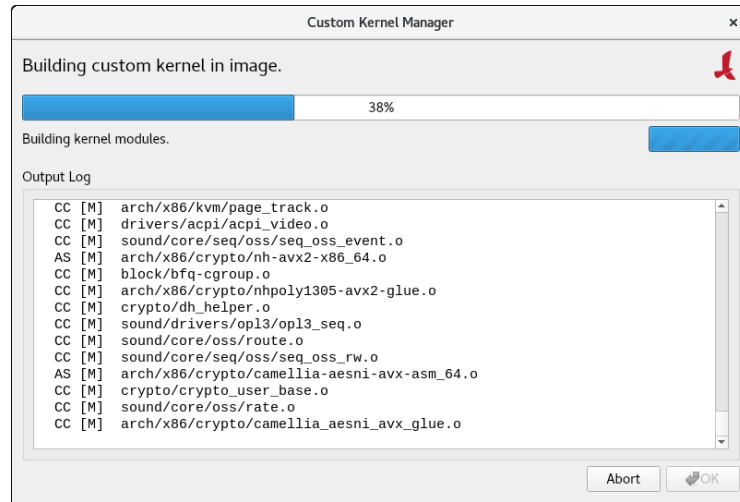 Custom Kernel Manager ×
Building custom kernel in image.
38%
Building kernel modules.
Output Log
CC [M] arch/x86/kvm/page_track.o
CC [M] drivers/acpi/acpi_video.o
CC [M] sound/core/seq/oss/seq_oss_event.o
AS [M] arch/x86/crypto/nh-avx2-x86_64.o
CC [M] block/bfq-cgroup.o
CC [M] arch/x86/crypto/nhpoly1305-avx2-glue.o
CC [M] crypto/dh_helper.o
CC [M] sound/drivers/opl3/opl3_seq.o
CC [M] sound/core/oss/route.o
CC [M] sound/core/seq/oss/seq_oss_rw.o
AS [M] arch/x86/crypto/camellia-aesni-avx-asm_64.o
CC [M] crypto/crypto_user_base.o
CC [M] sound/core/oss/rate.o
CC [M] arch/x86/crypto/camellia_aesni_avx_glue.o
Abort OK